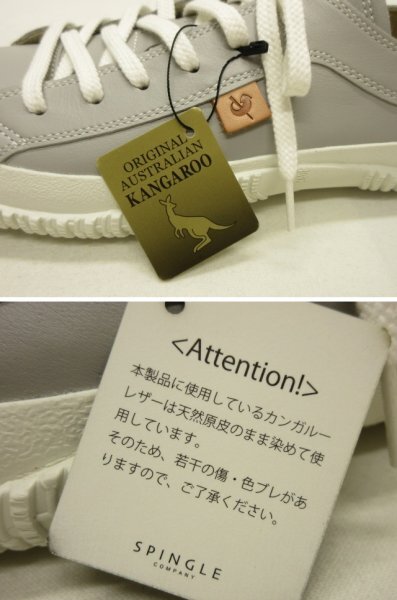 ORIGINAL
AUSTRALIAN
KANGAROO
<Attention!>
本製品に使用しているカンガルー
レザーは天然原皮のまま染めて使
用しています。
そのため、若干の傷・色ブレがあ
りますので、ご了承ください。
SPINGLE
COMPANY